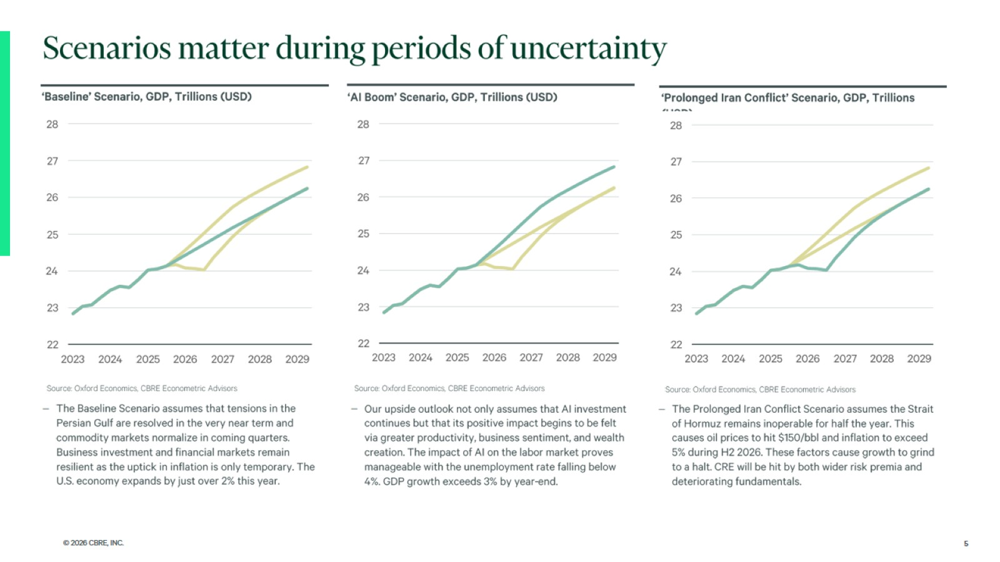 Scenarios matter during periods of uncertainty
‘Baseline’ Scenario, GDP, Trillions (USD)
28
27
26
25
24
23
22
2023 2024 2025 2026 2027 2028 2029
Source: Oxford Economics, CBRE Econometric Advisors
– The Baseline Scenario assumes that tensions in the
Persian Gulf are resolved in the very near term and
commodity markets normalize in coming quarters.
Business investment and financial markets remain
resilient as the uptick in inflation is only temporary. The
U.S. economy expands by just over 2% this year.
‘AI Boom’ Scenario, GDP, Trillions (USD)
28
27
26
25
24
23
22
2023 2024 2025 2026 2027 2028 2029
Source: Oxford Economics, CBRE Econometric Advisors
– Our upside outlook not only assumes that AI investment
continues but that its positive impact begins to be felt
via greater productivity, business sentiment, and wealth
creation. The impact of AI on the labor market proves
manageable with the unemployment rate falling below
4%. GDP growth exceeds 3% by year-end.
‘Prolonged Iran Conflict’ Scenario, GDP, Trillions
28
27
26
25
24
23
22
2023 2024 2025 2026 2027 2028 2029
Source: Oxford Economics, CBRE Econometric Advisors
– The Prolonged Iran Conflict Scenario assumes the Strait
of Hormuz remains inoperable for half the year. This
causes oil prices to hit $150/bbl and inflation to exceed
5% during H2 2026. These factors cause growth to grind
to a halt. CRE will be hit by both wider risk premia and
deteriorating fundamentals.
© 2026 CBRE, INC.
5